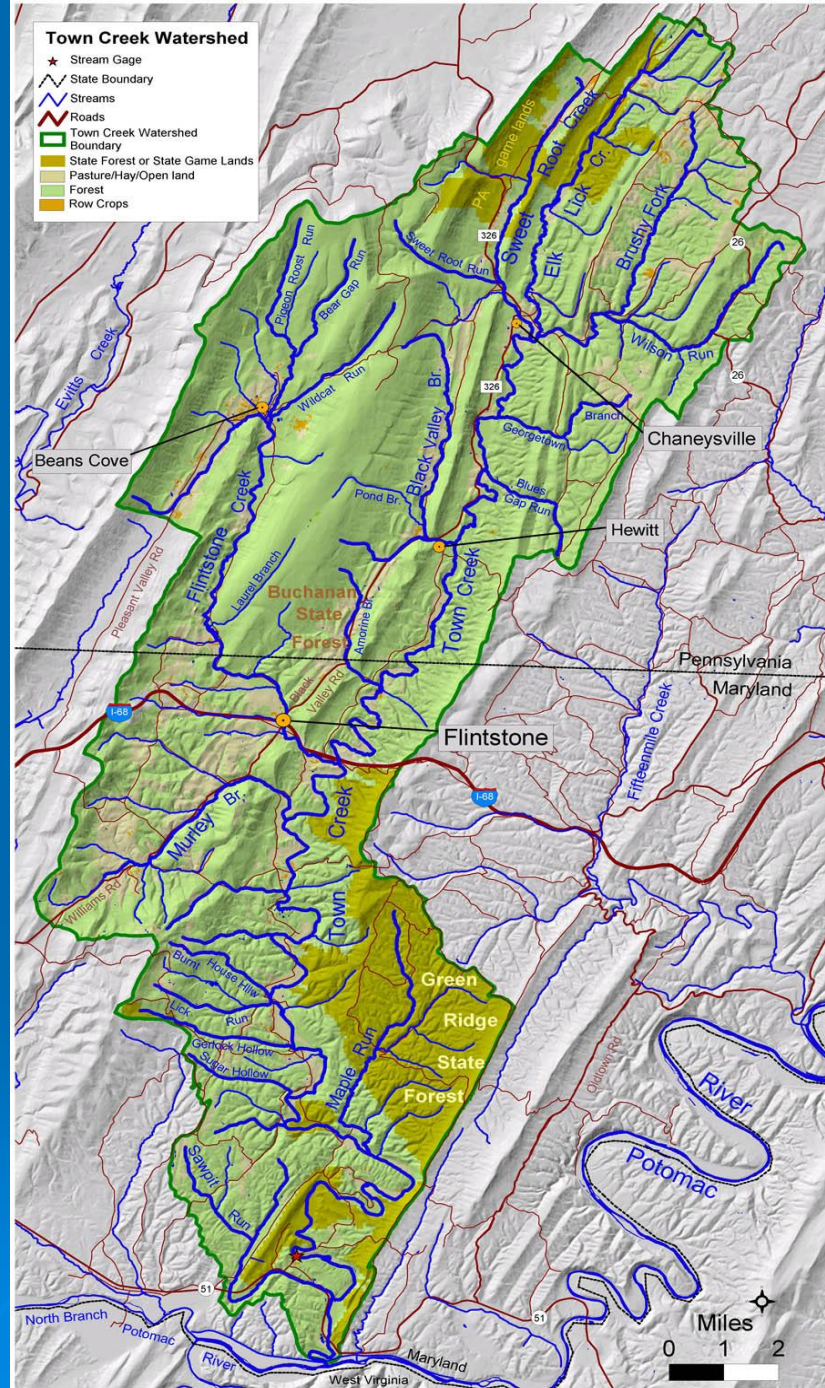 Town Creek Watershed
Stream Gage
State Boundary
Streams
Roads
Town Creek Watershed
Boundary
State Forest or State Game Lands
Pasture/Hay/Open land
Forest
Row Crops
PA game lands
Sweet Root Creek
Elk Lick Cr.
Brushy Fork
326
Sweet Root Run
26
Pigeon Roost Run
Bear Gap Run
Evitts Creek
Wilson Run
Wildcat Run
326
26
Black Valley Br.
Georgetown Branch
Chaneysville
Beans Cove
Blues
Gap Run
Pond Br.
Flintstone Creek
Hewitt
Pleasant Valley Rd
Laurel Branch
Buchanan
State
Forest
Amorine Br.
Town Creek
Pennsylvania
Maryland
Black
Valley Rd
I-68
Flintstone
Fifteenmile Creek
I-68
Murley Br.
Town Creek
Williams Rd
Burnt House Hllw
Lick Run
Gerlock Hollow
Sugar Hollow
Maple Run
Green
Ridge
State
Forest
Oldtown Rd
River
Potomac
Sawpit Run
51
51
North Branch
Potomac
River
Maryland
West Virginia
Miles
0 1 2